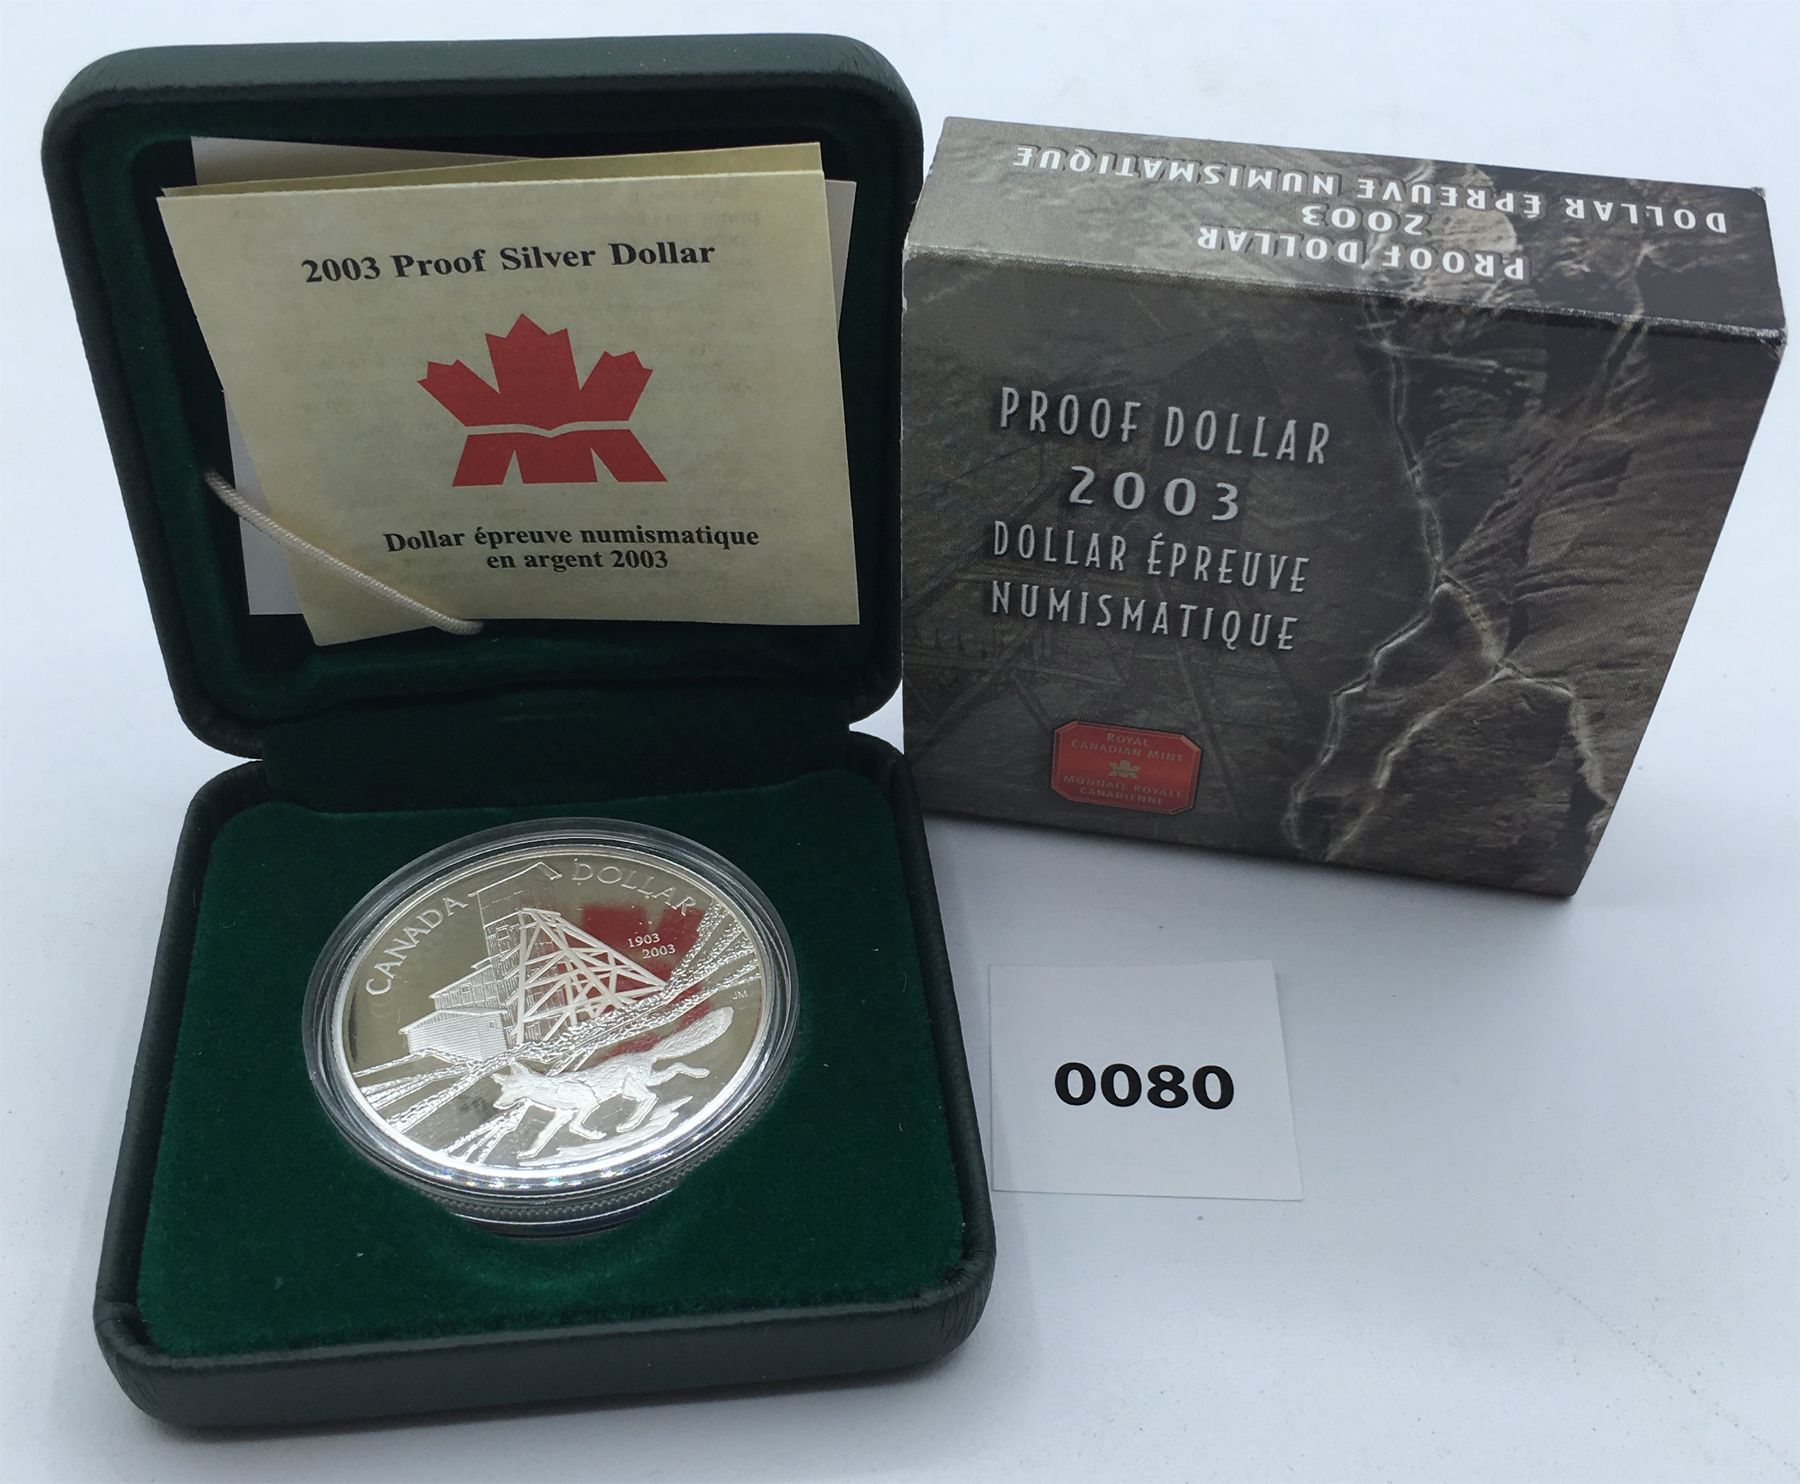 2003 Proof Silver Dollar
Dollar épreuve numismatique
en argent 2003
PROOF DOLLAR
2003
DOLLAR ÉPREUVE NUMISMATIQUE
PROOF DOLLAR
2003
DOLLAR ÉPREUVE
NUMISMATIQUE
ROYAL
CANADIAN MINT
MONNAIE ROYALE
CANADIENNE
CANADA DOLLAR
1903
2003
JM
0080